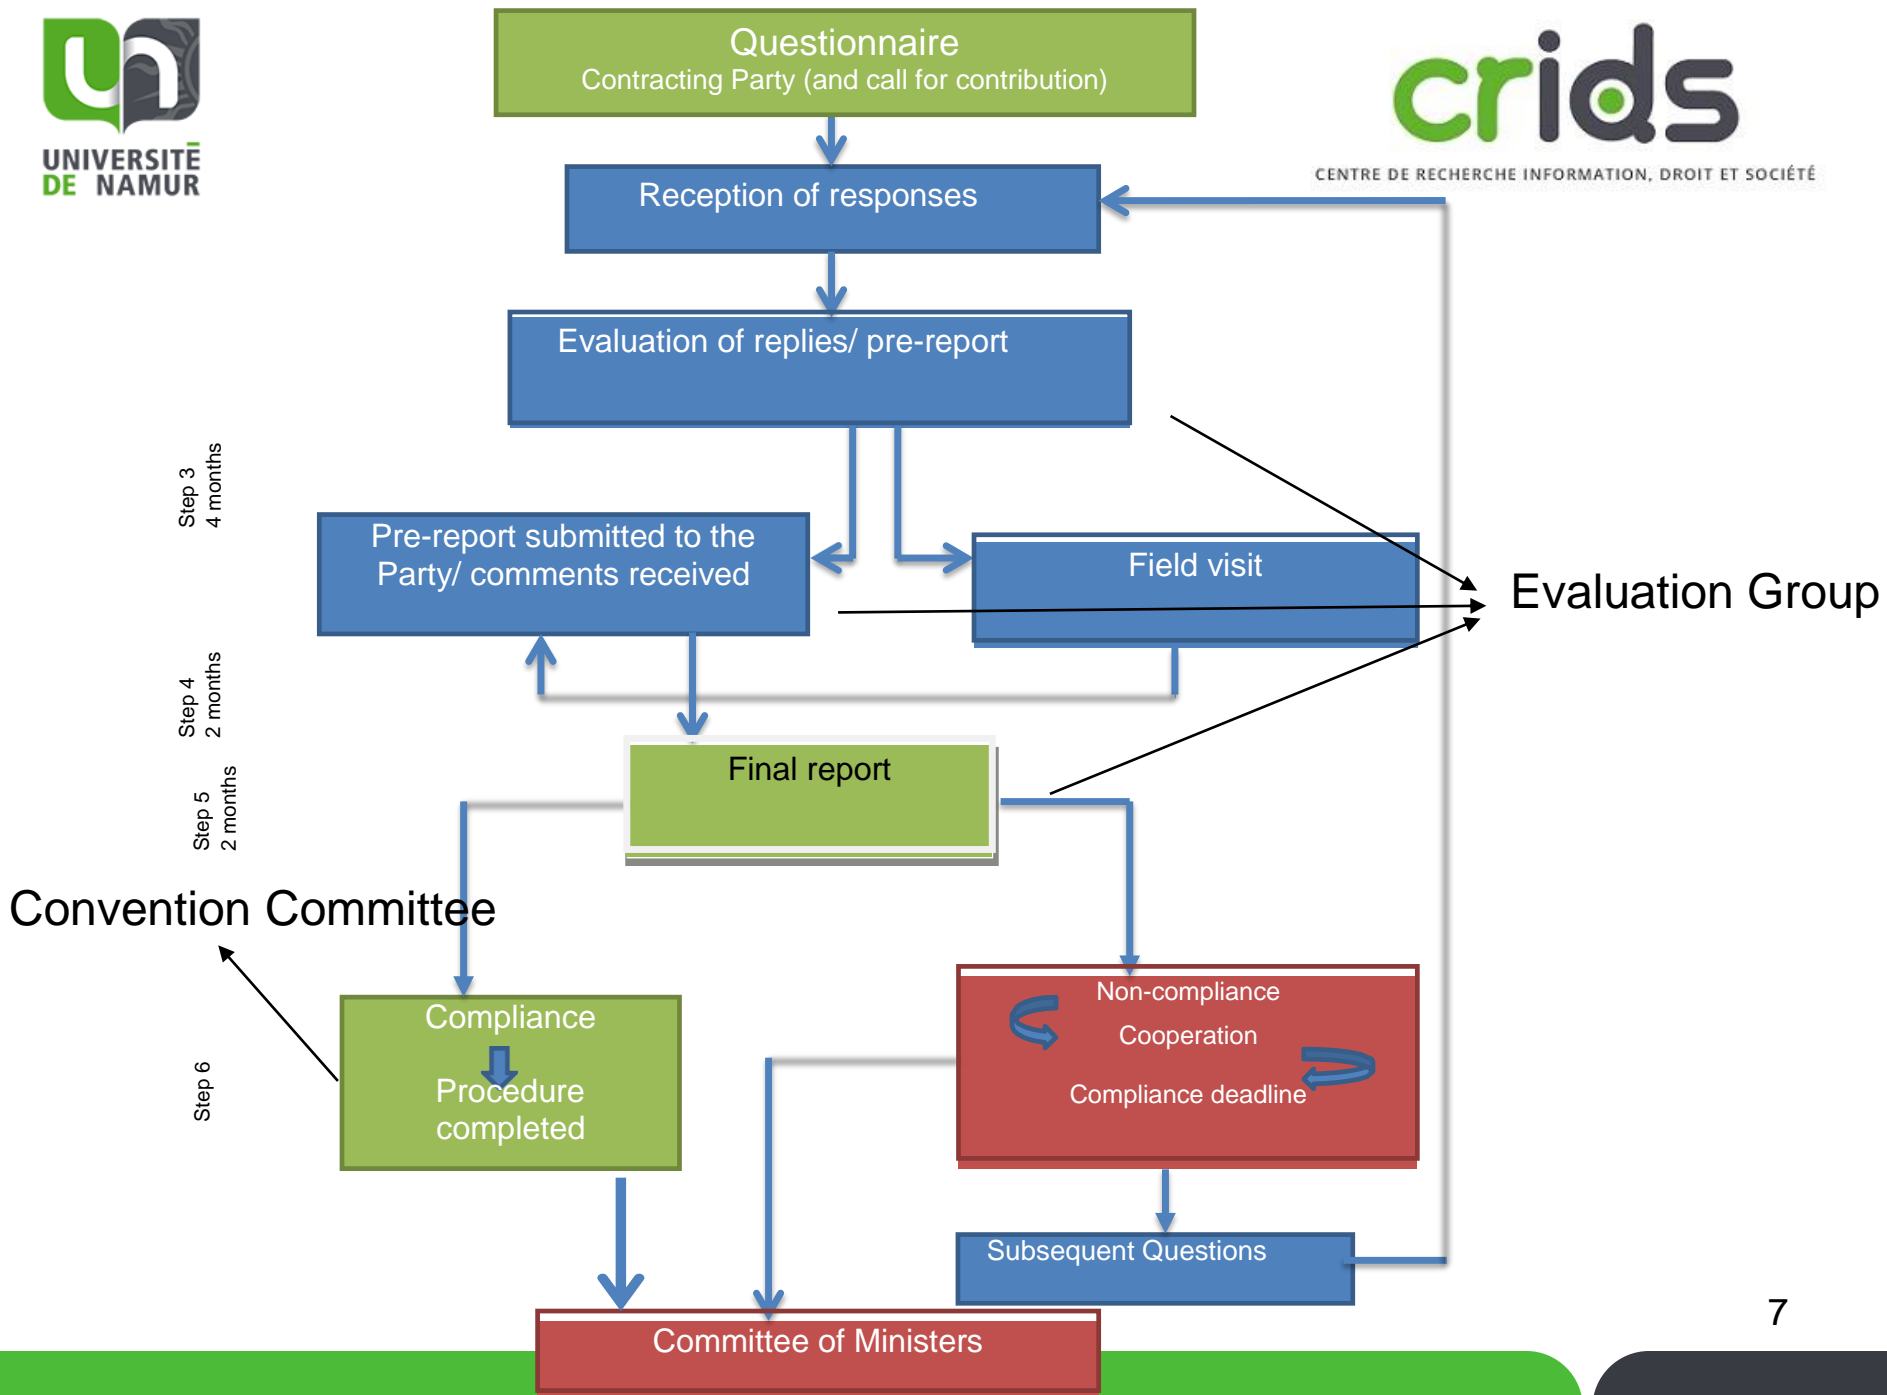 UNIVERSITÉ
DE NAMUR
Questionnaire
Contracting Party (and call for contribution)
crids
CENTRE DE RECHERCHE INFORMATION, DROIT ET SOCIÉTÉ
Reception of responses
Evaluation of replies/ pre-report
Step 3
4 months
Pre-report submitted to the
Party/ comments received
Field visit
Evaluation Group
Step 4
2 months
Final report
Step 5
2 months
Convention Committee
Compliance
Procedure
completed
Non-compliance
Cooperation
Compliance deadline
Step 6
Subsequent Questions
Committee of Ministers
7